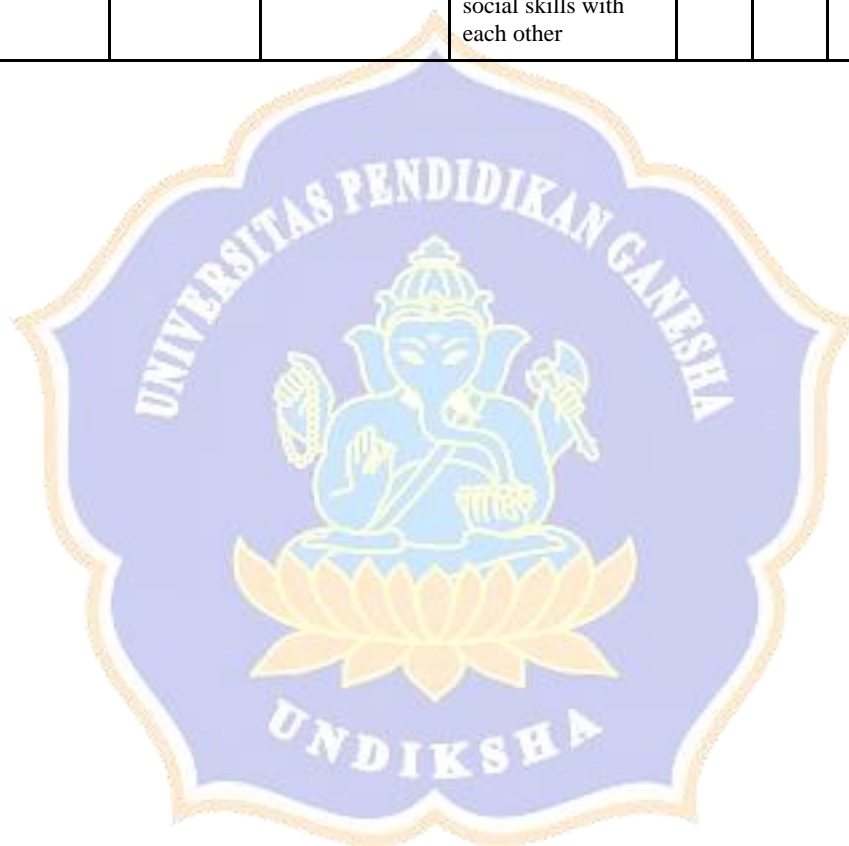 social skills with
each other
UNIVERSITAS PENDIDIKAN GANESHA
UNDIKSHA